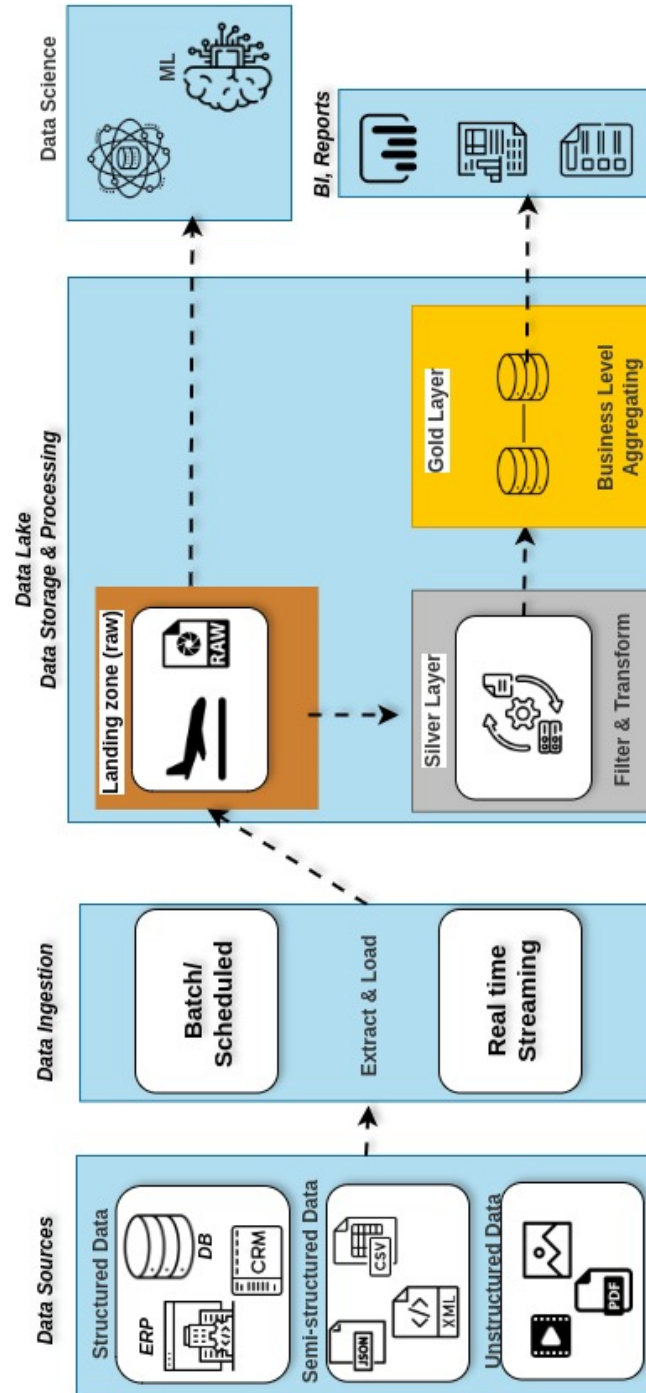 Data Sources
Structured Data
ERP
DB
CRM
Semi-structured Data
JSON
XML
CSV
Unstructured Data
PDF
Data Ingestion
Batch/
Scheduled
Extract & Load
Real time
Streaming
Data Lake
Data Storage & Processing
Landing zone (raw)
RAW
Silver Layer
Filter & Transform
Gold Layer
Business Level
Aggregating
Data Science
ML
BI, Reports